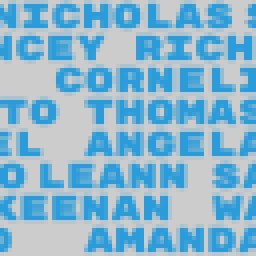 NICHOLAS S
NCEY RICH
CORNELI
TO THOMAS
EL ANGELA
O LEANN SA
KEENAN WA
O AMANDA